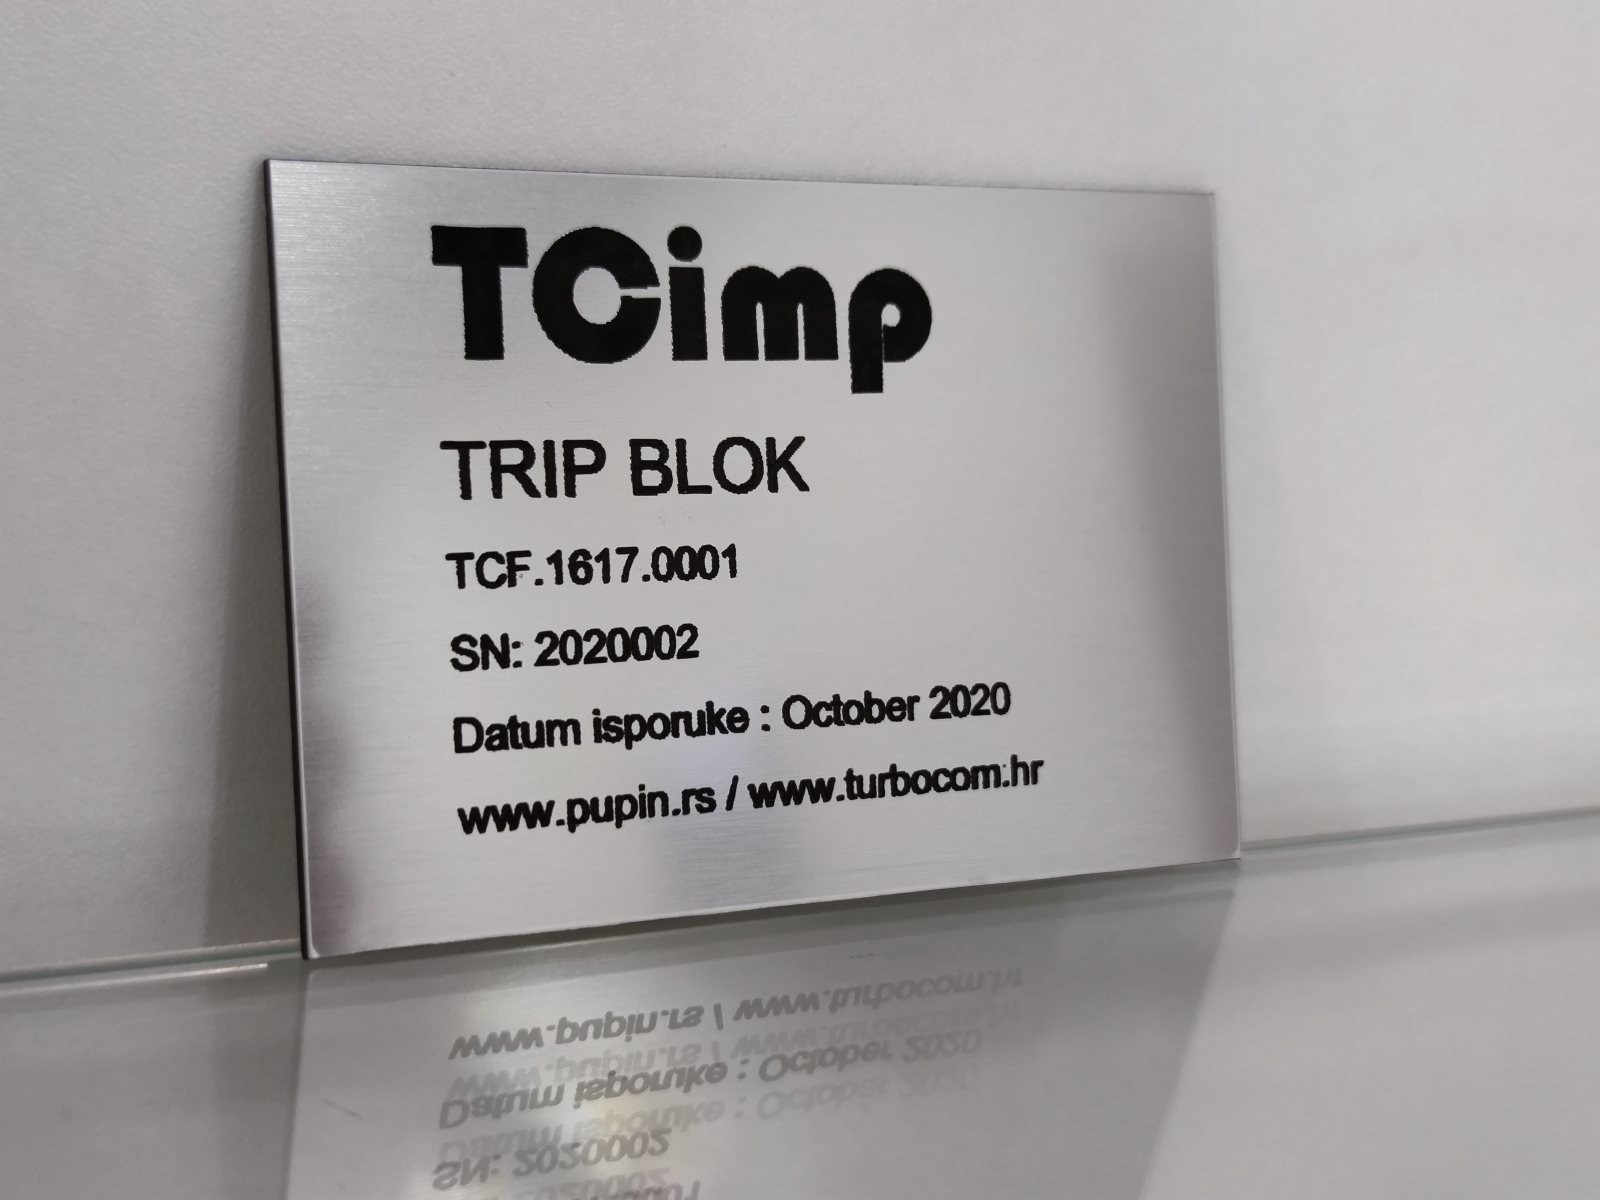 TCimp
TRIP BLOK
TCF.1617.0001
SN: 2020002
Datum isporuke : October 2020
www.pupin.rs / www.turbocom.hr